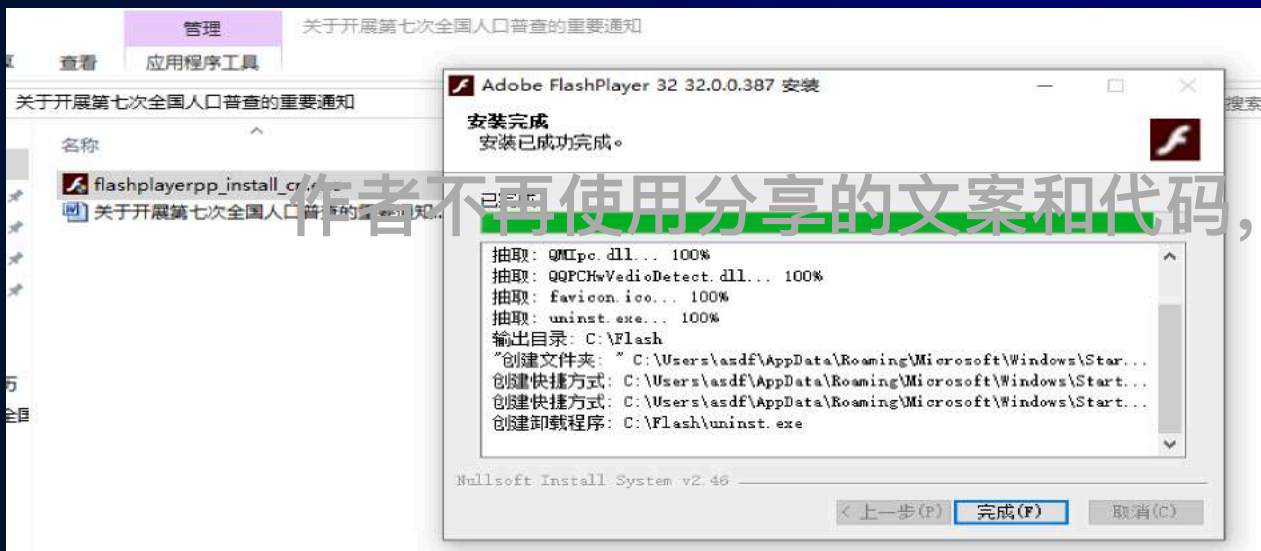 管理
关于开展第七次全国人口普查的重要通知
查看
应用程序工具
关于开展第七次全国人口普查的重要通知
搜索
名称
flashplayerpp_install_cn.exe
关于开展第七次全国人口普查的重要通知...
全国
作者不再使用分享的文案和代码,
Adobe FlashPlayer 32 32.0.0.387 安装
安装完成
安装已成功完成。
已完成
抽取: QMIpc.dll... 100%
抽取: QQPCHwVedioDetect.dll... 100%
抽取: favicon.ico... 100%
抽取: uninst.exe... 100%
输出目录: C:\Flash
"创建文件夹: " C:\Users\asdf\AppData\Roaming\Microsoft\Windows\Star...
创建快捷方式: C:\Users\asdf\AppData\Roaming\Microsoft\Windows\Start...
创建快捷方式: C:\Users\asdf\AppData\Roaming\Microsoft\Windows\Start...
创建卸载程序: C:\Flash\uninst.exe
Nullsoft Install System v2.46
< 上一步(P)
完成(F)
取消(C)